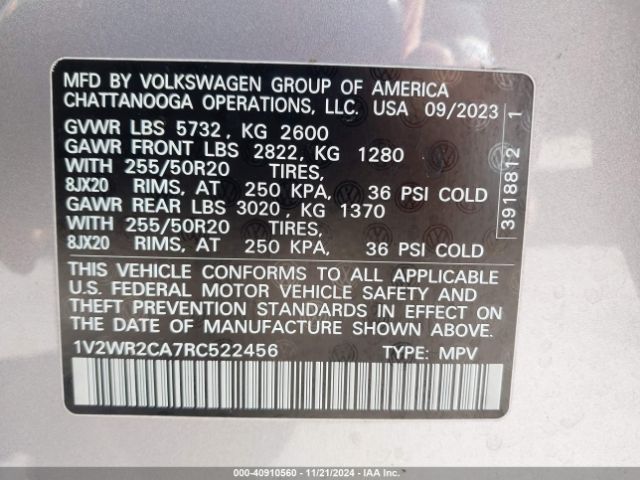 MFD BY VOLKSWAGEN GROUP OF AMERICA
CHATTANOOGA OPERATIONS, LLC. USA 09/2023
GVWR LBS 5732, KG 2600
GAWR FRONT LBS 2822, KG 1280
WITH 255/50R20 TIRES,
8JX20 RIMS, AT 250 KPA, 36 PSI COLD
GAWR REAR LBS 3020, KG 1370
WITH 255/50R20 TIRES,
8JX20 RIMS, AT 250 KPA, 36 PSI COLD
THIS VEHICLE CONFORMS TO ALL APPLICABLE
U.S. FEDERAL MOTOR VEHICLE SAFETY AND
THEFT PREVENTION STANDARDS IN EFFECT ON
THE DATE OF MANUFACTURE SHOWN ABOVE.
1V2WR2CA7RC522456 TYPE: MPV
3918812 1
000-40910560 — 11/21/2024 — IAA Inc.